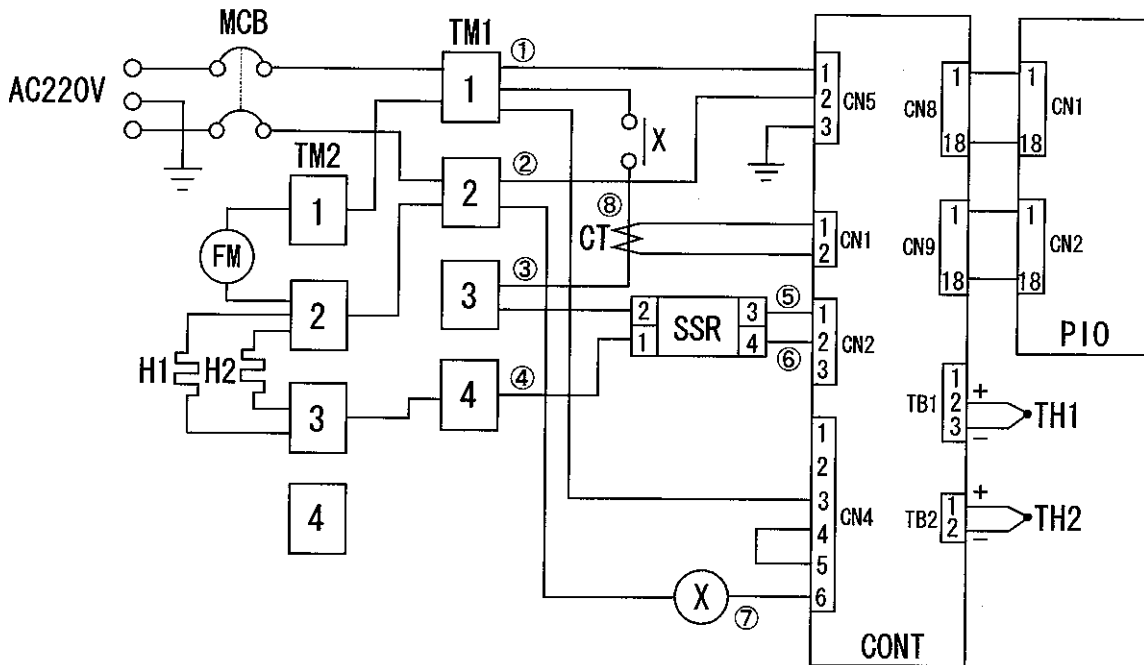 MCB
AC220V
TM1
1
①
2
②
3
③
4
④
TM2
1
FM
2
H1
H2
3
4
X
⑧
CT
2
1
SSR
3
4
⑤
⑥
X
⑦
1
2
3
CN5
1
2
CN1
1
2
3
CN2
1
2
3
4
5
6
CN4
CONT
CN8
1
18
CN9
1
18
1
18
CN1
1
18
CN2
PIO
TB1
1
2
3
+
−
TH1
TB2
1
2
+
−
TH2